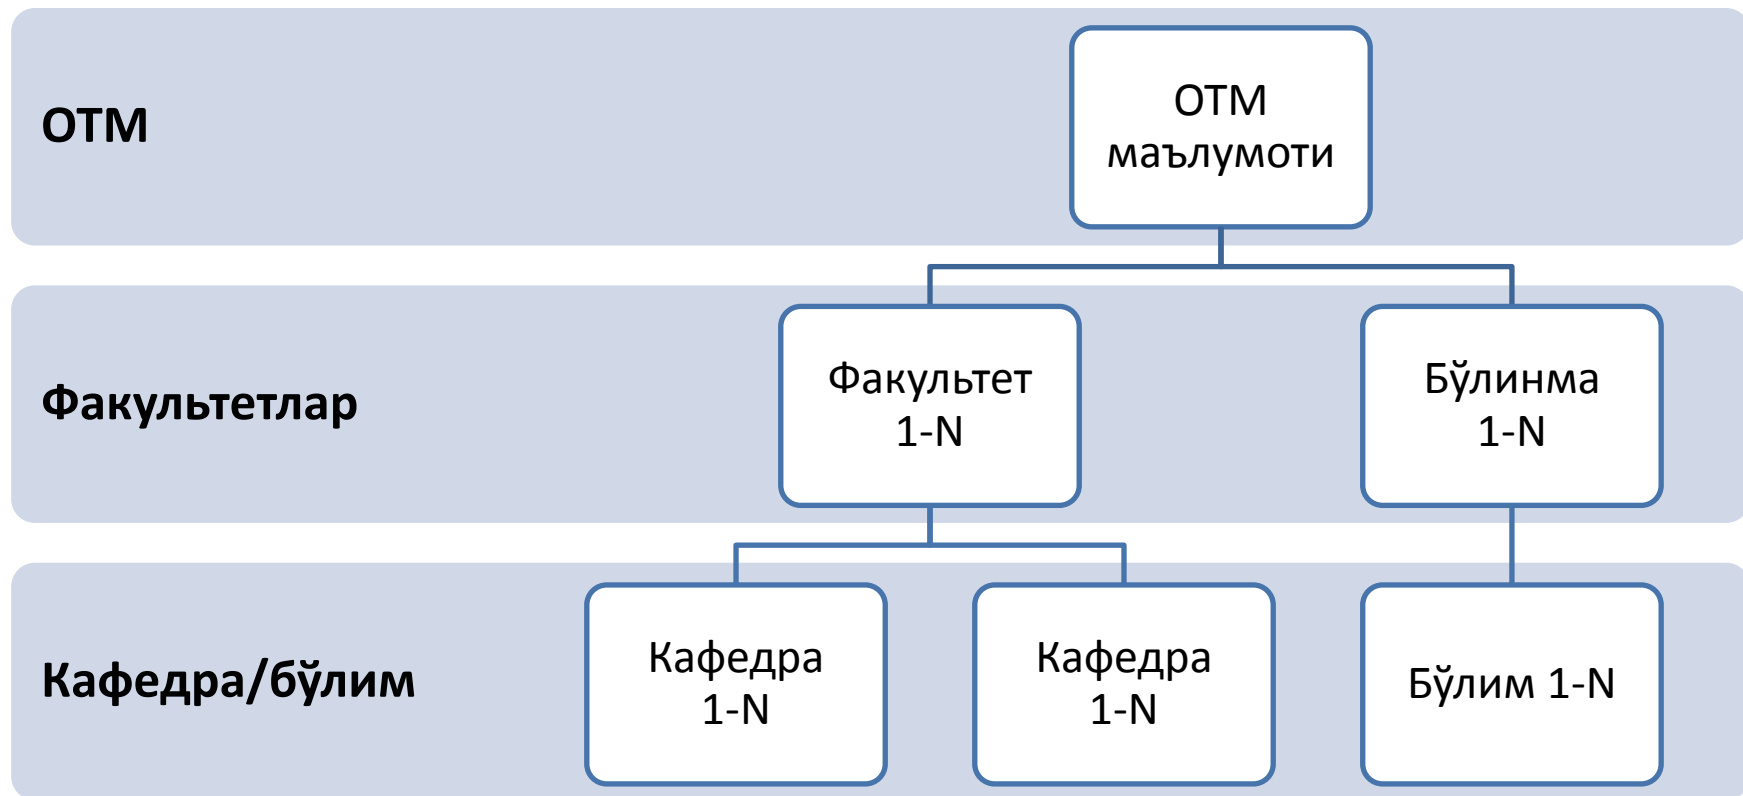 ОТМ
ОТМ
маълумоти
Факультетлар
Факультет
1-N
Бўлинма
1-N
Кафедра/бўлим
Кафедра
1-N
Кафедра
1-N
Бўлим 1-N